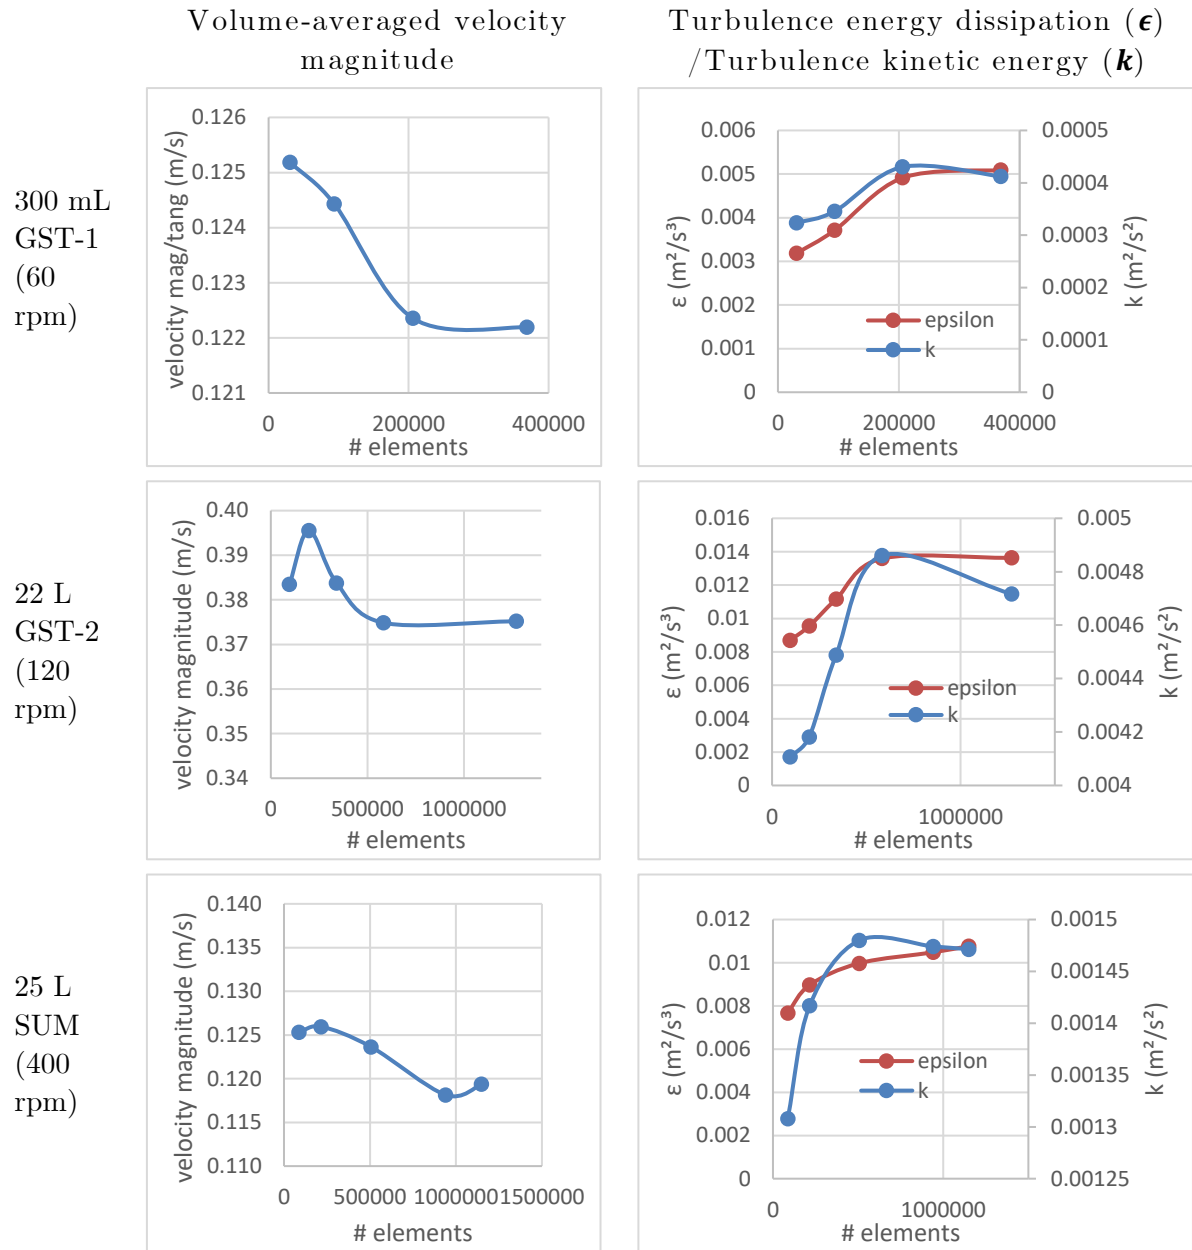 Volume-averaged velocity
magnitude
Turbulence energy dissipation (ϵ)
/Turbulence kinetic energy (k)
300 mL
GST-1
(60
rpm)
velocity mag/tang (m/s)
0.126
0.125
0.124
0.123
0.122
0.121
0 200000 400000
# elements
ε (m²/s³)
0.006
0.005
0.004
0.003
0.002
0.001
0
0.0005
0.0004
0.0003
0.0002
0.0001
0
k (m²/s²)
epsilon
k
0 200000 400000
# elements
22 L
GST-2
(120
rpm)
velocity magnitude (m/s)
0.40
0.39
0.38
0.37
0.36
0.35
0.34
0 500000 1000000
# elements
ε (m²/s³)
0.016
0.014
0.012
0.01
0.008
0.006
0.004
0.002
0
0.005
0.0048
0.0046
0.0044
0.0042
0.004
k (m²/s²)
epsilon
k
0 1000000
# elements
25 L
SUM
(400
rpm)
velocity magnitude (m/s)
0.140
0.135
0.130
0.125
0.120
0.115
0.110
0 500000 1000000 1500000
# elements
ε (m²/s³)
0.012
0.01
0.008
0.006
0.004
0.002
0
0.0015
0.00145
0.0014
0.00135
0.0013
0.00125
k (m²/s²)
epsilon
k
0 1000000
# elements